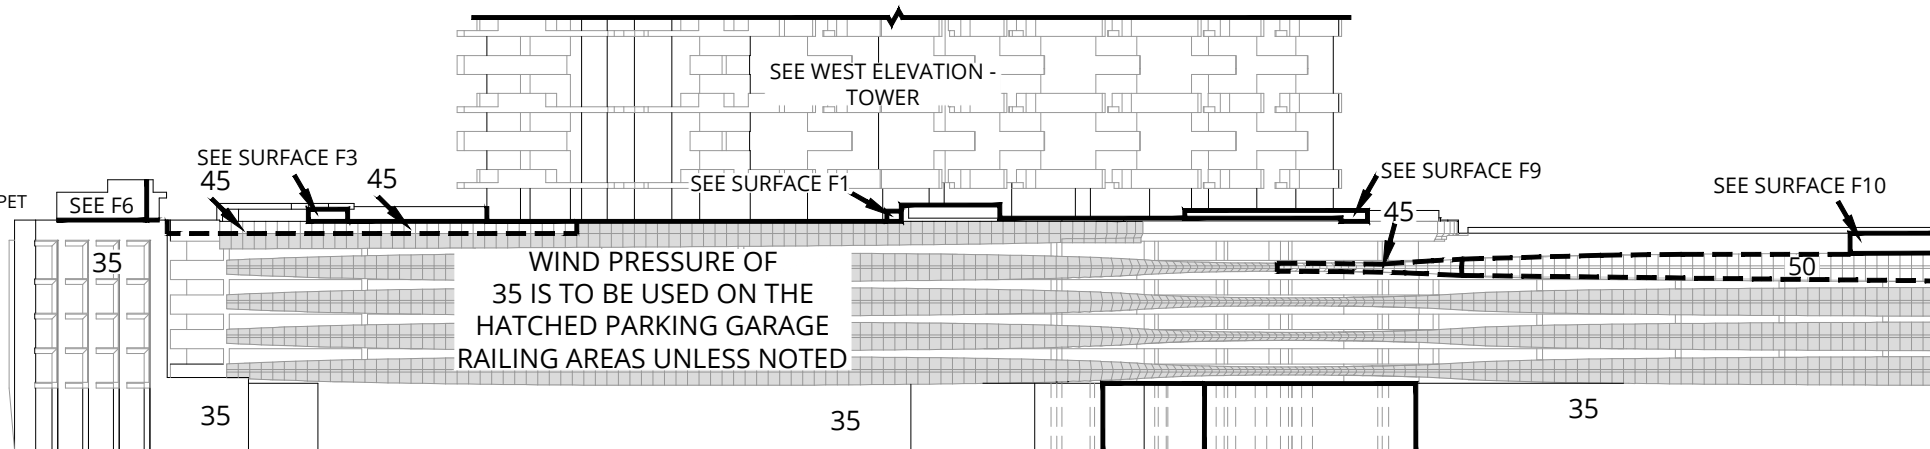 SEE WEST ELEVATION -
TOWER
SEE SURFACE F3
45
45
SEE SURFACE F1
SEE SURFACE F9
SEE SURFACE F10
PET
SEE F6
45
35
WIND PRESSURE OF
35 IS TO BE USED ON THE
HATCHED PARKING GARAGE
RAILING AREAS UNLESS NOTED
50
35
35
35